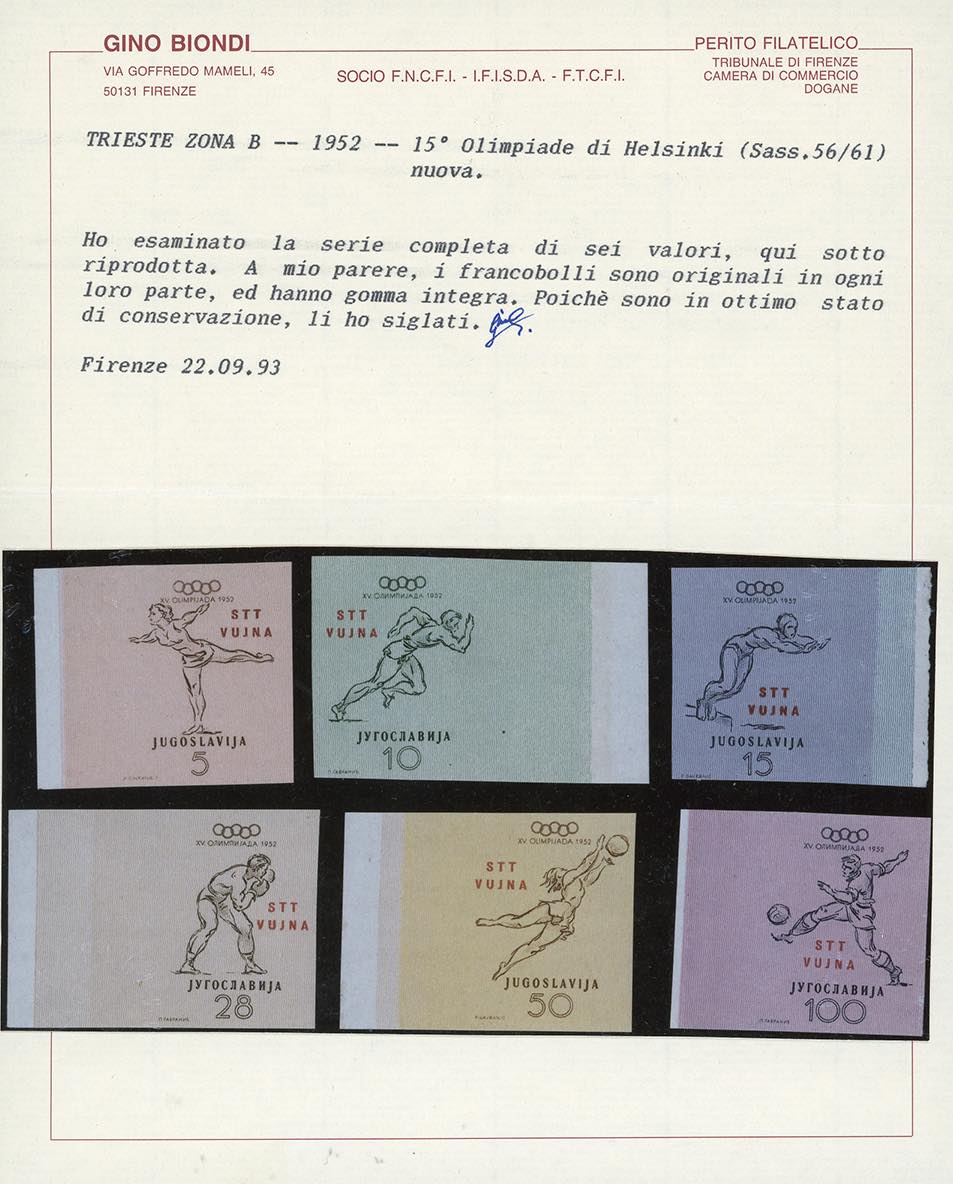 GINO BIONDI
VIA GOFFREDO MAMELI, 45
50131 FIRENZE
SOCIO F.N.C.F.I. - I.F.I.S.D.A. - F.T.C.F.I.
PERITO FILATELICO
TRIBUNALE DI FIRENZE
CAMERA DI COMMERCIO
DOGANE
TRIESTE ZONA B -- 1952 -- 15° Olimpiade di Helsinki (Sass.56/61)
nuova.
Ho esaminato la serie completa di sei valori, qui sotto
riprodotta. A mio parere, i francobolli sono originali in ogni
loro parte, ed hanno gomma integra. Poichè sono in ottimo stato
di conservazione, li ho siglati.
Firenze 22.09.93
XV. OLIMPIJADA 1952
STT
VUJNA
JUGOSLAVIJA
5
XV. OLIMPIJADA 1952
STT
VUJNA
ЈУГОСЛАВИЈА
10
XV. OLIMPIJADA 1952
STT
VUJNA
JUGOSLAVIJA
15
XV. ОЛИМПИЈАДА 1952
STT
VUJNA
ЈУГОСЛАВИЈА
28
XV. OLIMPIJADA 1952
STT
VUJNA
JUGOSLAVIJA
50
XV. ОЛИМПИЈАДА 1952
STT
VUJNA
ЈУГОСЛАВИЈА
100